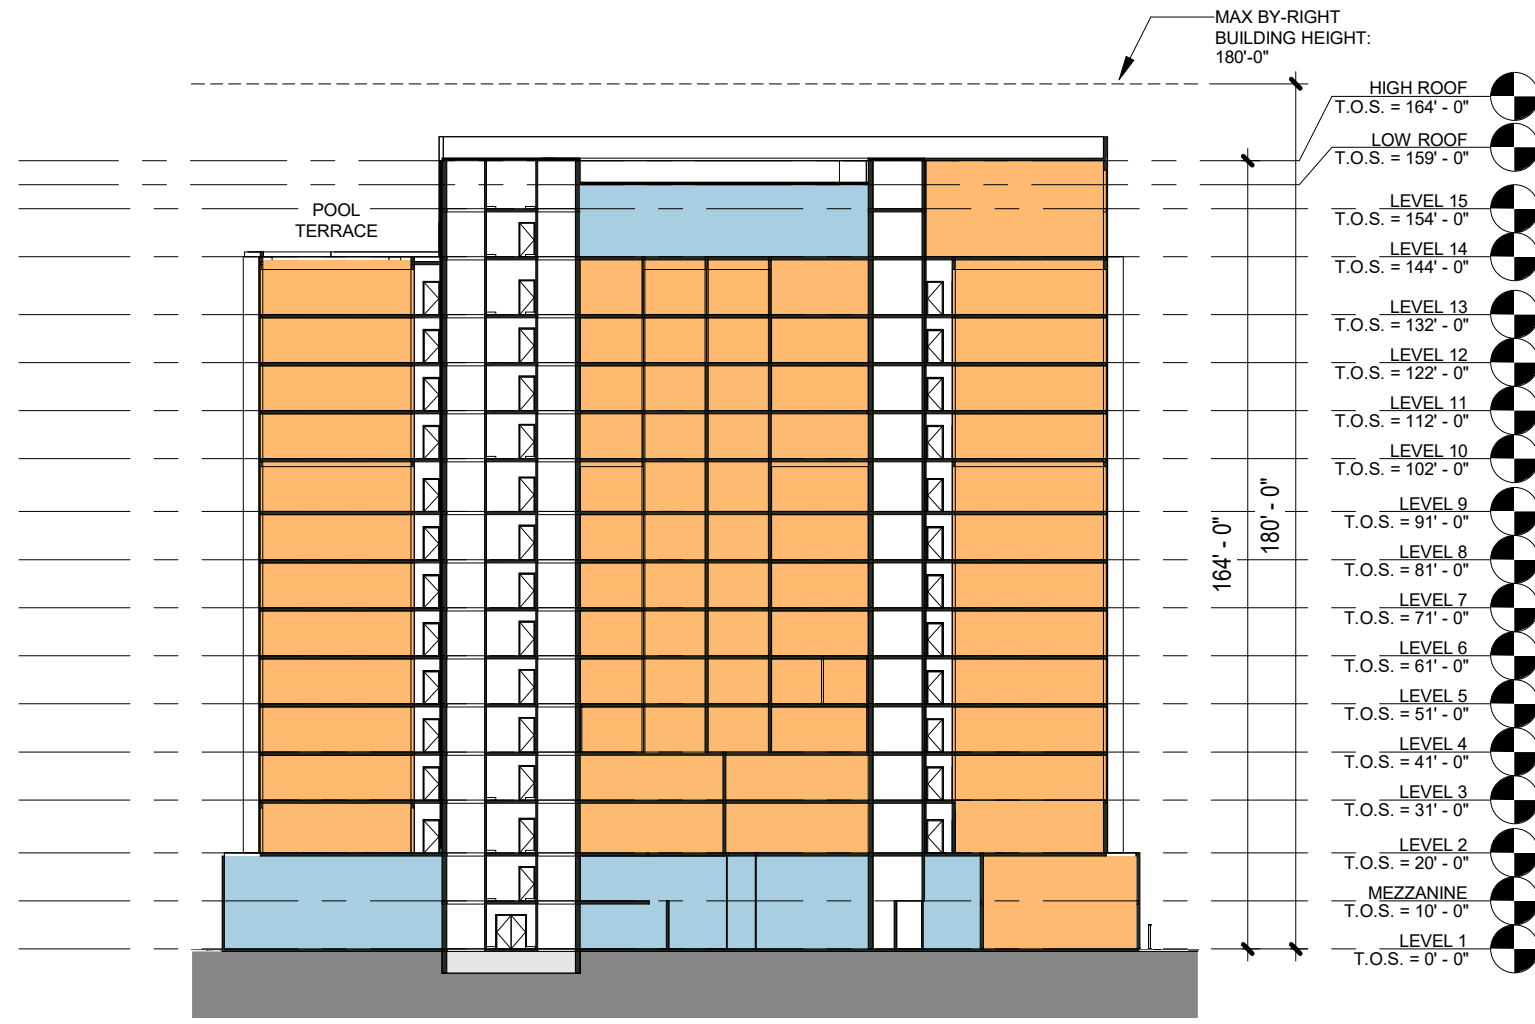 MAX BY-RIGHT
BUILDING HEIGHT:
180'-0"
HIGH ROOF
T.O.S. = 164' - 0"
LOW ROOF
T.O.S. = 159' - 0"
LEVEL 15
T.O.S. = 154' - 0"
POOL
TERRACE
LEVEL 14
T.O.S. = 144' - 0"
LEVEL 13
T.O.S. = 132' - 0"
LEVEL 12
T.O.S. = 122' - 0"
LEVEL 11
T.O.S. = 112' - 0"
LEVEL 10
T.O.S. = 102' - 0"
LEVEL 9
T.O.S. = 91' - 0"
164' - 0"
180' - 0"
LEVEL 8
T.O.S. = 81' - 0"
LEVEL 7
T.O.S. = 71' - 0"
LEVEL 6
T.O.S. = 61' - 0"
LEVEL 5
T.O.S. = 51' - 0"
LEVEL 4
T.O.S. = 41' - 0"
LEVEL 3
T.O.S. = 31' - 0"
LEVEL 2
T.O.S. = 20' - 0"
MEZZANINE
T.O.S. = 10' - 0"
LEVEL 1
T.O.S. = 0' - 0"